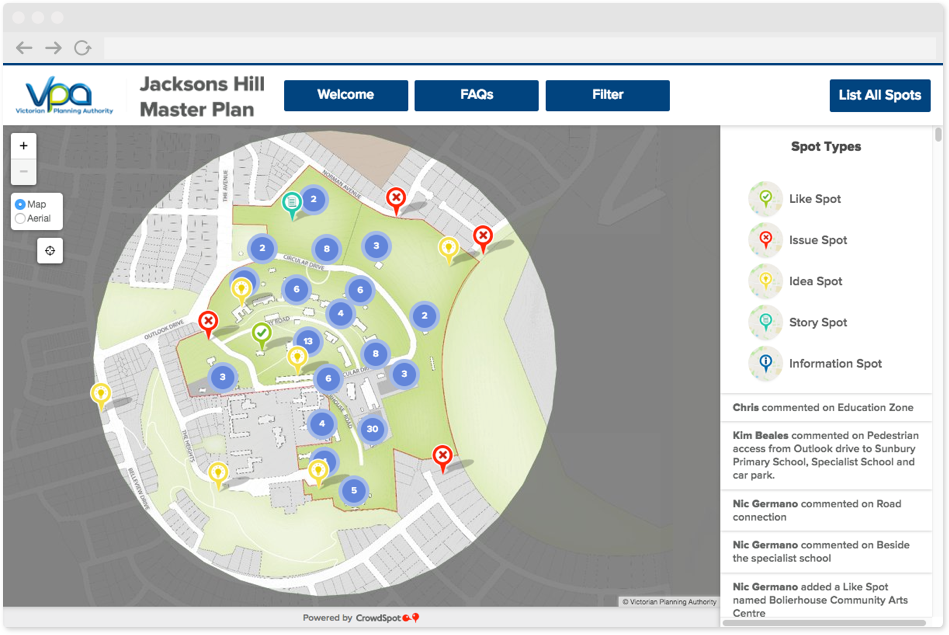 vpa
Victorian Planning Authority
Jacksons Hill
Master Plan
Welcome
FAQs
Filter
List All Spots
+
−
Map
Aerial
NORMAN AVENUE
THE AVENUE
CIRCULAR DRIVE
OUTLOOK DRIVE
THE HEIGHTS
BELLEVIEW DRIVE
2
2
8
3
6
6
4
2
13
8
3
3
6
4
30
5
© Victorian Planning Authority
Powered by CrowdSpot
Spot Types
Like Spot
Issue Spot
Idea Spot
Story Spot
Information Spot
Chris commented on Education Zone
Kim Beales commented on Pedestrian
access from Outlook drive to Sunbury
Primary School, Specialist School and
car park.
Nic Germano commented on Road
connection
Nic Germano commented on Beside
the specialist school
Nic Germano added a Like Spot
named Bolierhouse Community Arts
Centre